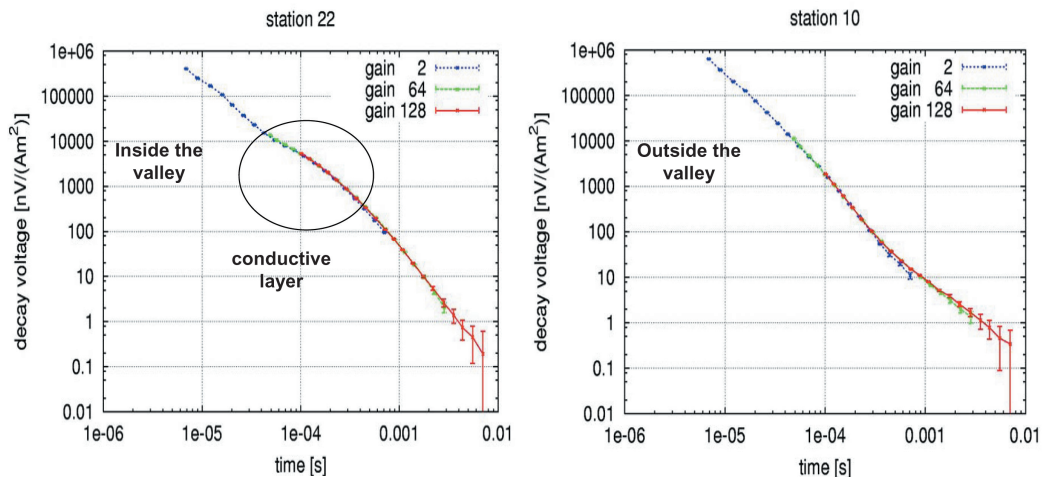 station 22
1e+06
100000
10000
1000
100
10
1
0.1
0.01
decay voltage [nV/(Am²)]
gain 2
gain 64
gain 128
Inside the
valley
conductive
layer
1e-06
1e-05
1e-04
0.001
0.01
time [s]
station 10
1e+06
100000
10000
1000
100
10
1
0.1
0.01
decay voltage [nV/(Am²)]
gain 2
gain 64
gain 128
Outside the
valley
1e-06
1e-05
1e-04
0.001
0.01
time [s]